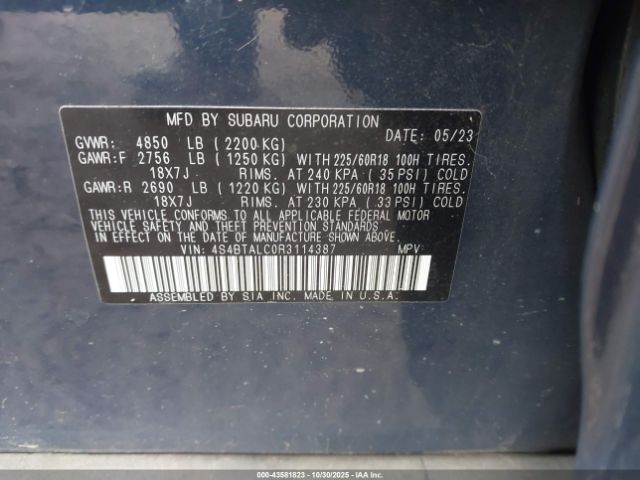 MFD BY SUBARU CORPORATION
DATE: 05/23
GVWR: 4850 LB (2200 KG)
GAWR:F 2756 LB (1250 KG) WITH 225/60R18 100H TIRES.
18X7J RIMS. AT 240 KPA (35 PSI) COLD
GAWR:R 2690 LB (1220 KG) WITH 225/60R18 100H TIRES.
18X7J RIMS. AT 230 KPA (33 PSI) COLD
THIS VEHICLE CONFORMS TO ALL APPLICABLE FEDERAL MOTOR
VEHICLE SAFETY AND THEFT PREVENTION STANDARDS
IN EFFECT ON THE DATE OF MANUFACTURE SHOWN ABOVE.
VIN: 4S4BTALC0R3114387 MPV
ASSEMBLED BY SIA INC. MADE IN U.S.A.
000-43581823 | 10/30/2025 - IAAI.com